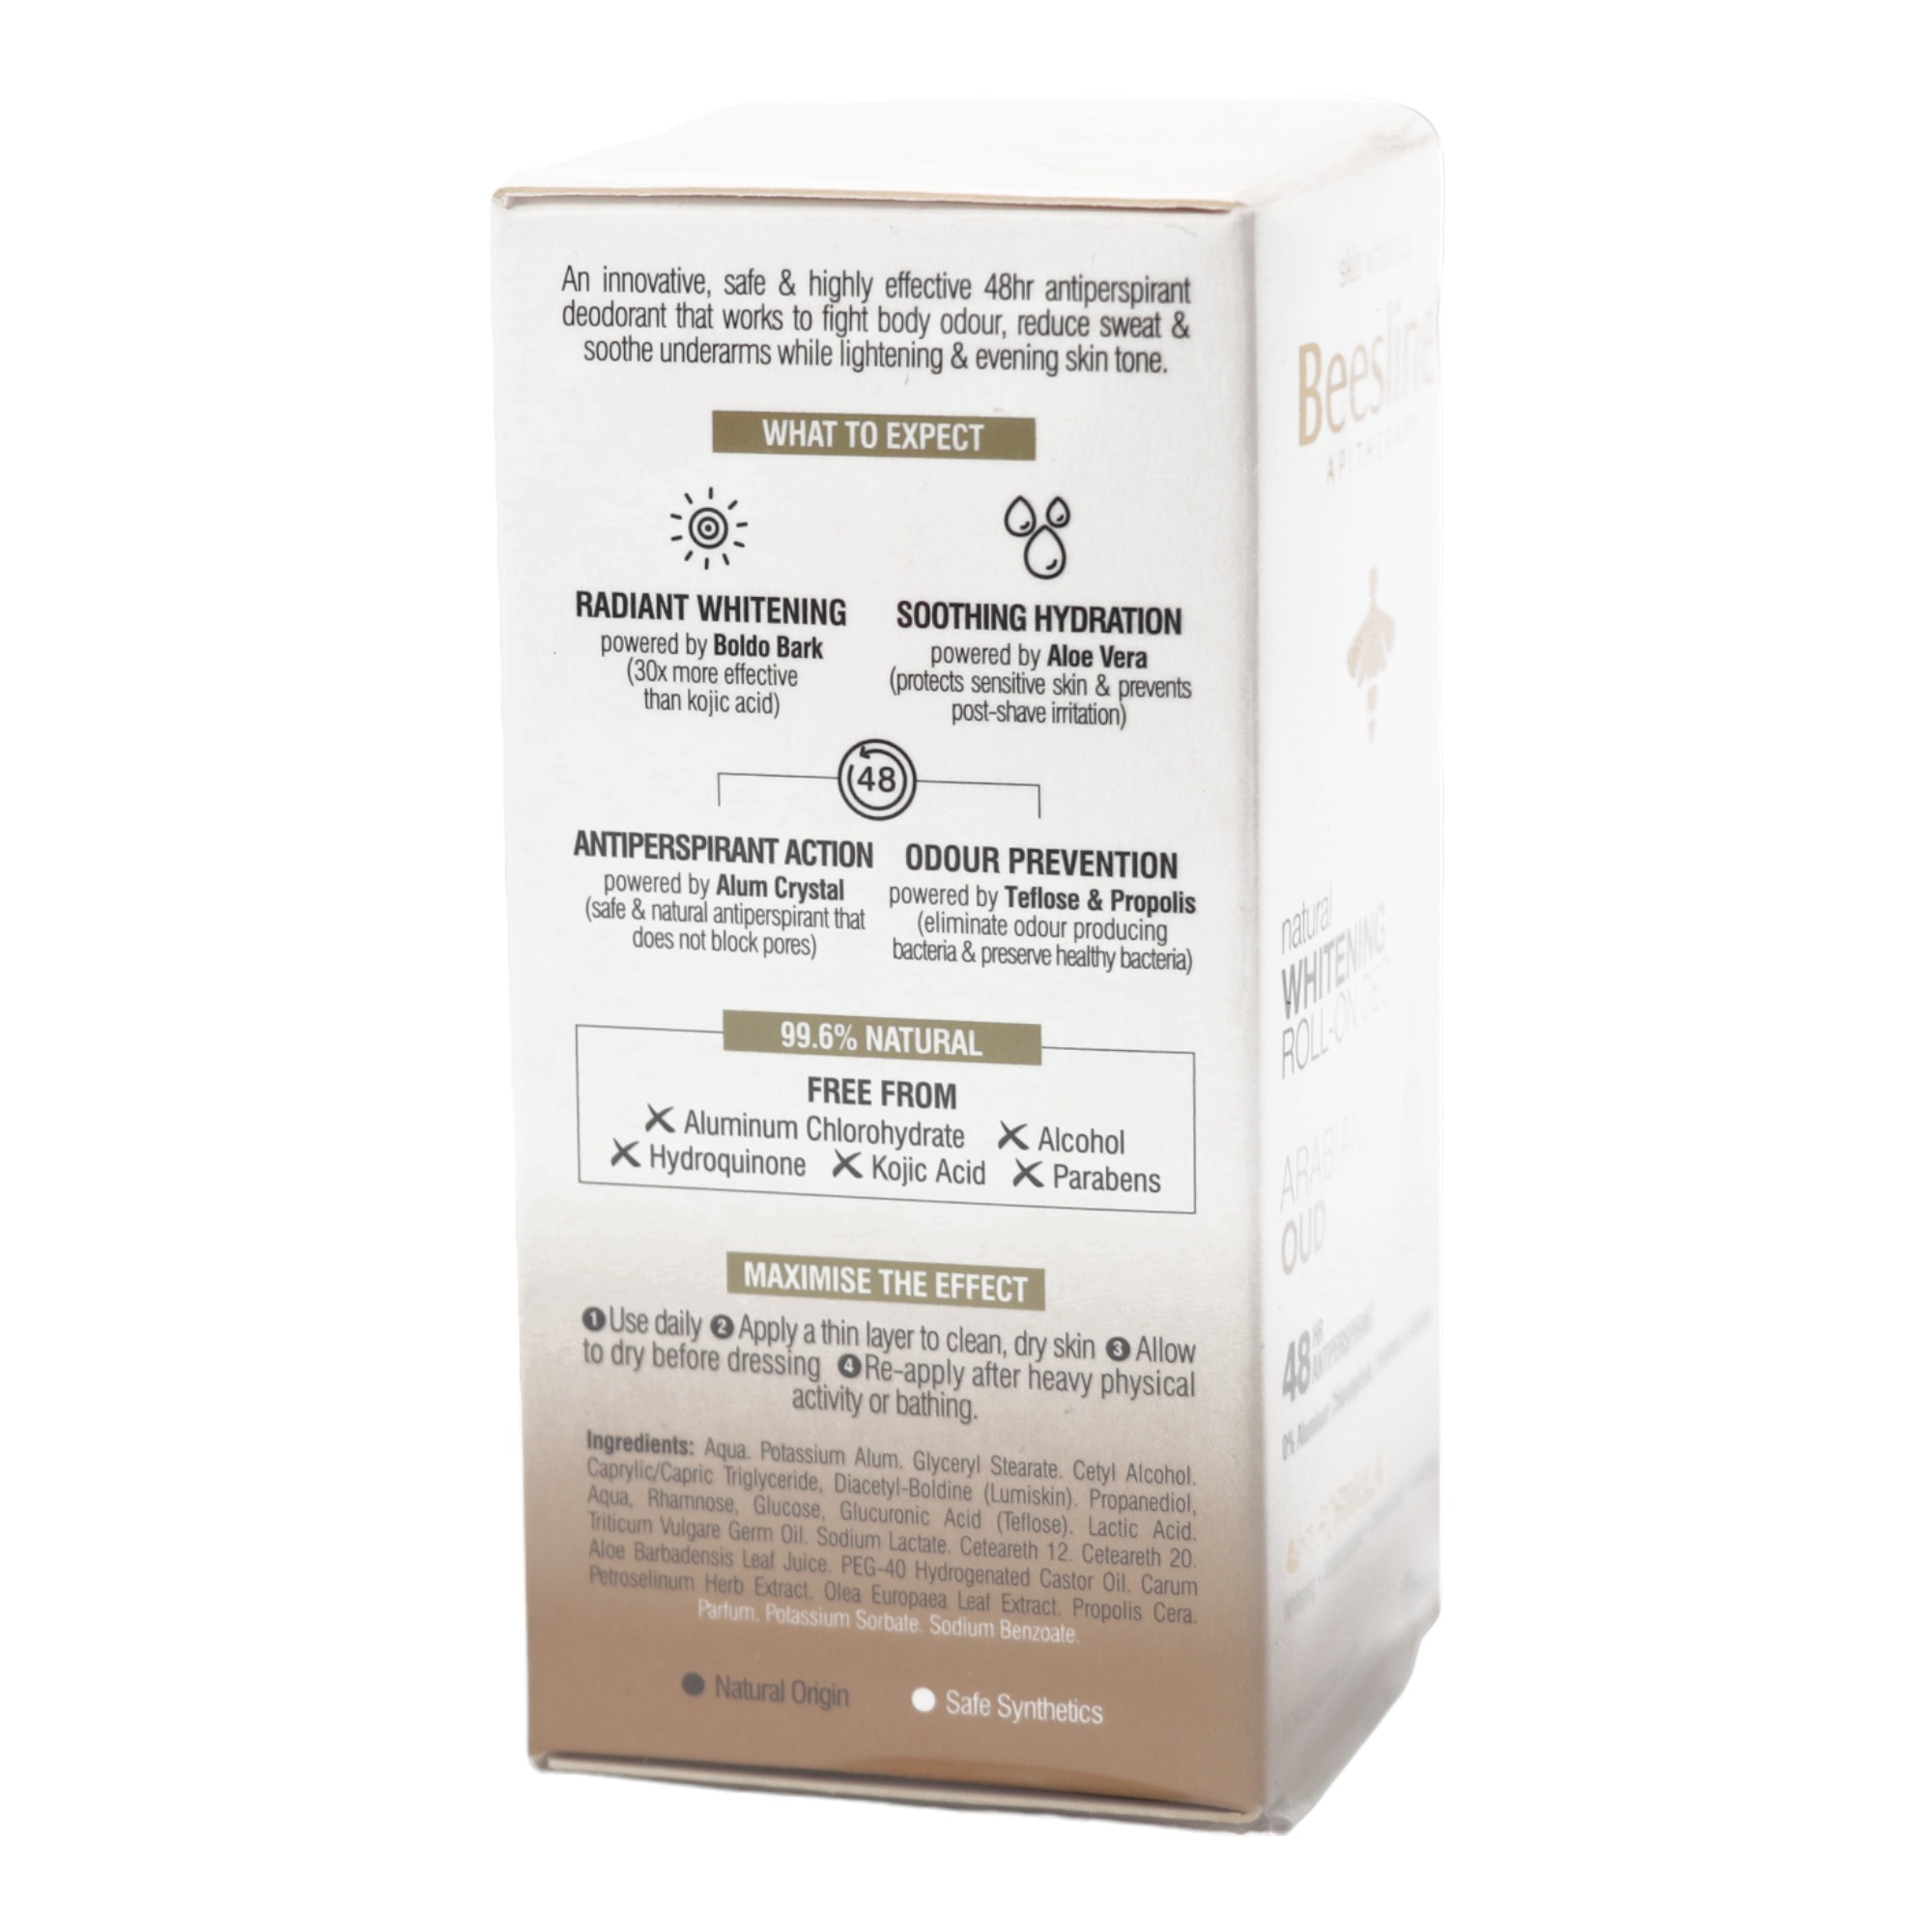 An innovative, safe & highly effective 48hr antiperspirant
deodorant that works to fight body odour, reduce sweat &
soothe underarms while lightening & evening skin tone.
WHAT TO EXPECT
RADIANT WHITENING
powered by Boldo Bark
(30x more effective
than kojic acid)
SOOTHING HYDRATION
powered by Aloe Vera
(protects sensitive skin & prevents
post-shave irritation)
48
ANTIPERSPIRANT ACTION
powered by Alum Crystal
(safe & natural antiperspirant that
does not block pores)
ODOUR PREVENTION
powered by Teflose & Propolis
(eliminate odour producing
bacteria & preserve healthy bacteria)
99.6% NATURAL
FREE FROM
Aluminum Chlorohydrate Alcohol
Hydroquinone Kojic Acid Parabens
MAXIMISE THE EFFECT
1 Use daily 2 Apply a thin layer to clean, dry skin 3 Allow
to dry before dressing 4 Re-apply after heavy physical
activity or bathing.
Ingredients: Aqua. Potassium Alum. Glyceryl Stearate. Cetyl Alcohol.
Caprylic/Capric Triglyceride, Diacetyl-Boldine (Lumiskin). Propanediol,
Aqua, Rhamnose, Glucose, Glucuronic Acid (Teflose). Lactic Acid.
Triticum Vulgare Germ Oil. Sodium Lactate. Ceteareth 12. Ceteareth 20.
Aloe Barbadensis Leaf Juice. PEG-40 Hydrogenated Castor Oil. Carum
Petroselinum Herb Extract. Olea Europaea Leaf Extract. Propolis Cera.
Parfum. Potassium Sorbate. Sodium Benzoate.
Natural Origin Safe Synthetics
skin
Beesline
APITHERAPY
natural
WHITENING
ROLL-ON DEO
ARABIAN
OUD
48 HR
ANTIPERSPIRANT
0% Aluminum